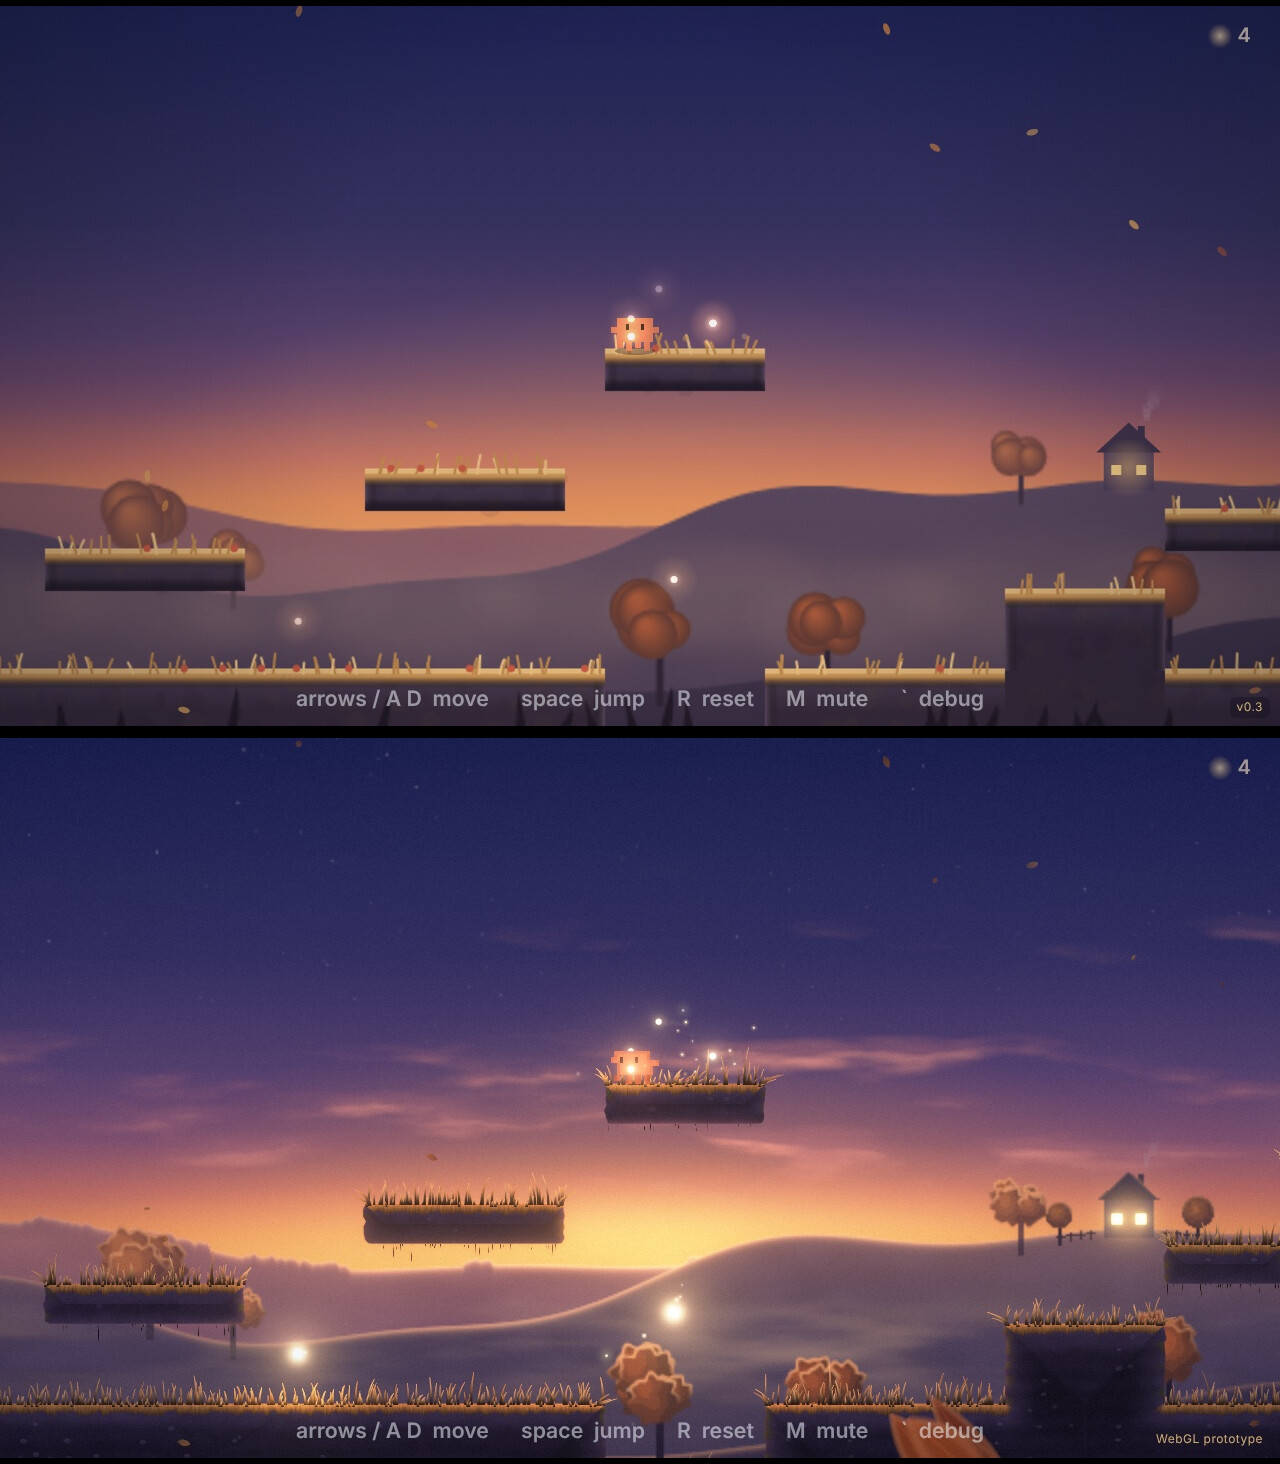 4
arrows / A D move space jump R reset M mute ` debug
v0.3
4
arrows / A D move space jump R reset M mute ` debug
WebGL prototype